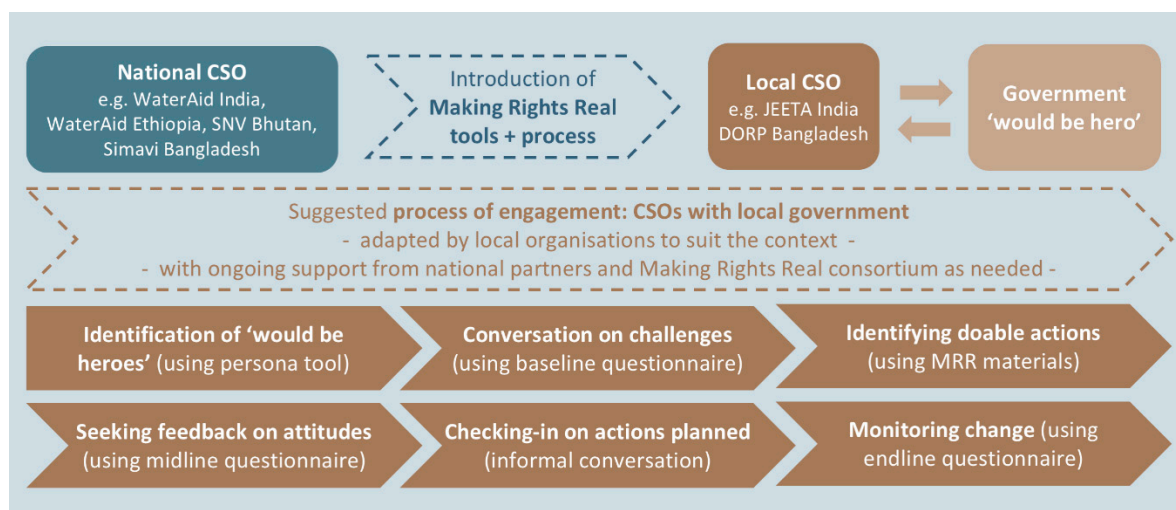 National CSO
e.g. WaterAid India,
WaterAid Ethiopia, SNV Bhutan,
Simavi Bangladesh
Introduction of
Making Rights Real
tools + process
Local CSO
e.g. JEETA India
DORP Bangladesh
Government
‘would be hero’
Suggested process of engagement: CSOs with local government
- adapted by local organisations to suit the context -
- with ongoing support from national partners and Making Rights Real consortium as needed -
Identification of ‘would be
heroes’ (using persona tool)
Conversation on challenges
(using baseline questionnaire)
Identifying doable actions
(using MRR materials)
Seeking feedback on attitudes
(using midline questionnaire)
Checking-in on actions planned
(informal conversation)
Monitoring change (using
endline questionnaire)